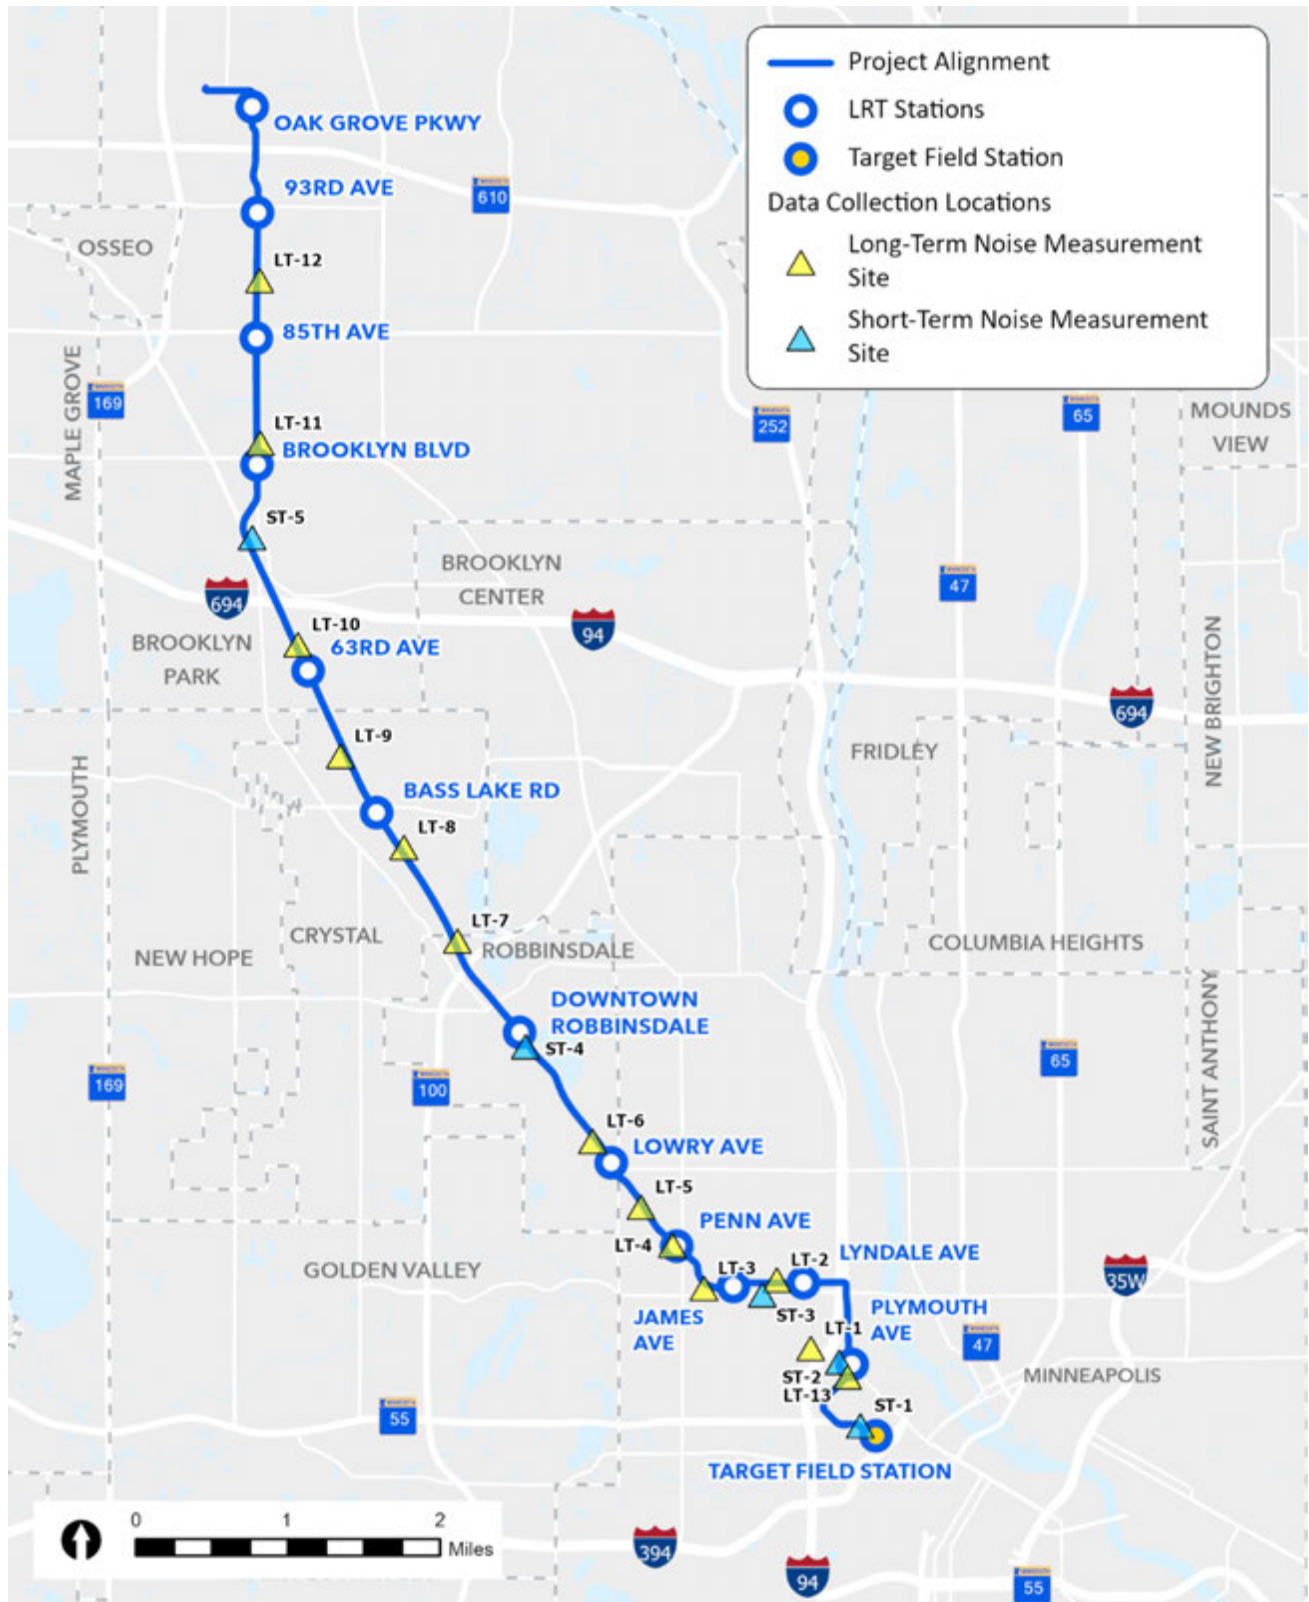 Project Alignment
LRT Stations
Target Field Station
Data Collection Locations
Long-Term Noise Measurement
Site
Short-Term Noise Measurement
Site
OAK GROVE PKWY
93RD AVE
610
OSSEO
LT-12
85TH AVE
MAPLE GROVE
169
252
65
MOUNDS
VIEW
LT-11
BROOKLYN BLVD
ST-5
BROOKLYN
CENTER
47
694
94
LT-10
63RD AVE
BROOKLYN
PARK
NEW BRIGHTON
694
LT-9
FRIDLEY
PLYMOUTH
BASS LAKE RD
LT-8
LT-7
CRYSTAL
ROBBINSDALE
NEW HOPE
COLUMBIA HEIGHTS
DOWNTOWN
ROBBINSDALE
ST-4
SAINT ANTHONY
169
100
65
LT-6
LOWRY AVE
LT-5
PENN AVE
LT-4
LT-3
LT-2
LYNDALE AVE
GOLDEN VALLEY
35W
JAMES
AVE
ST-3
PLYMOUTH
AVE
LT-1
47
ST-2
LT-13
MINNEAPOLIS
ST-1
55
TARGET FIELD STATION
0
1
2
Miles
394
94
55